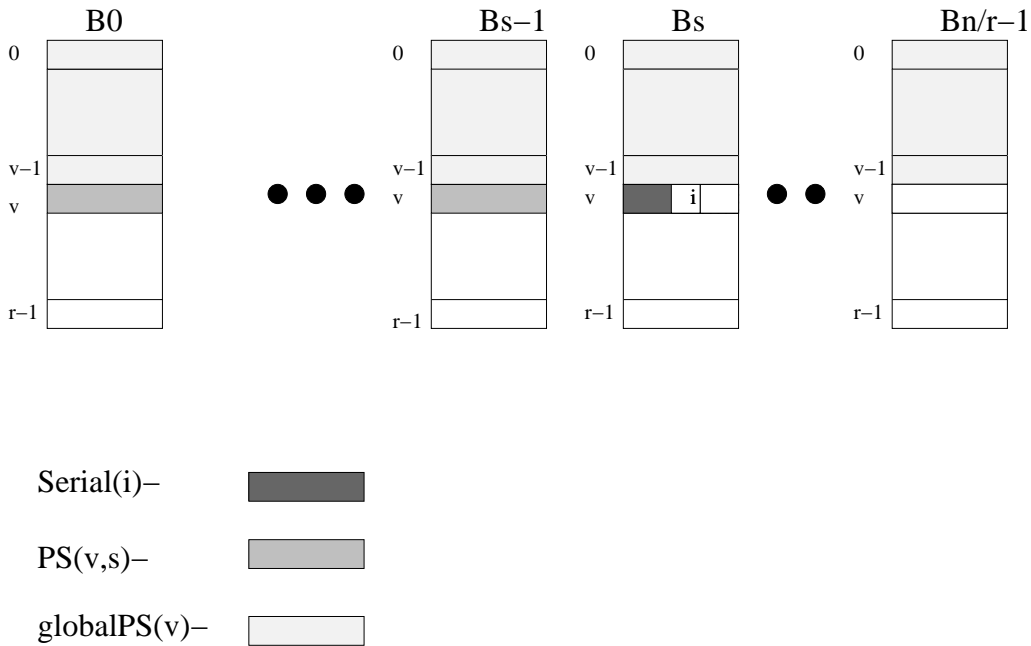 B0 Bs−1 Bs Bn/r−1
0 0 0 0
v−1 v−1 v−1 v−1
v v v i v
r−1 r−1 r−1 r−1
Serial(i)−
PS(v,s)−
globalPS(v)−